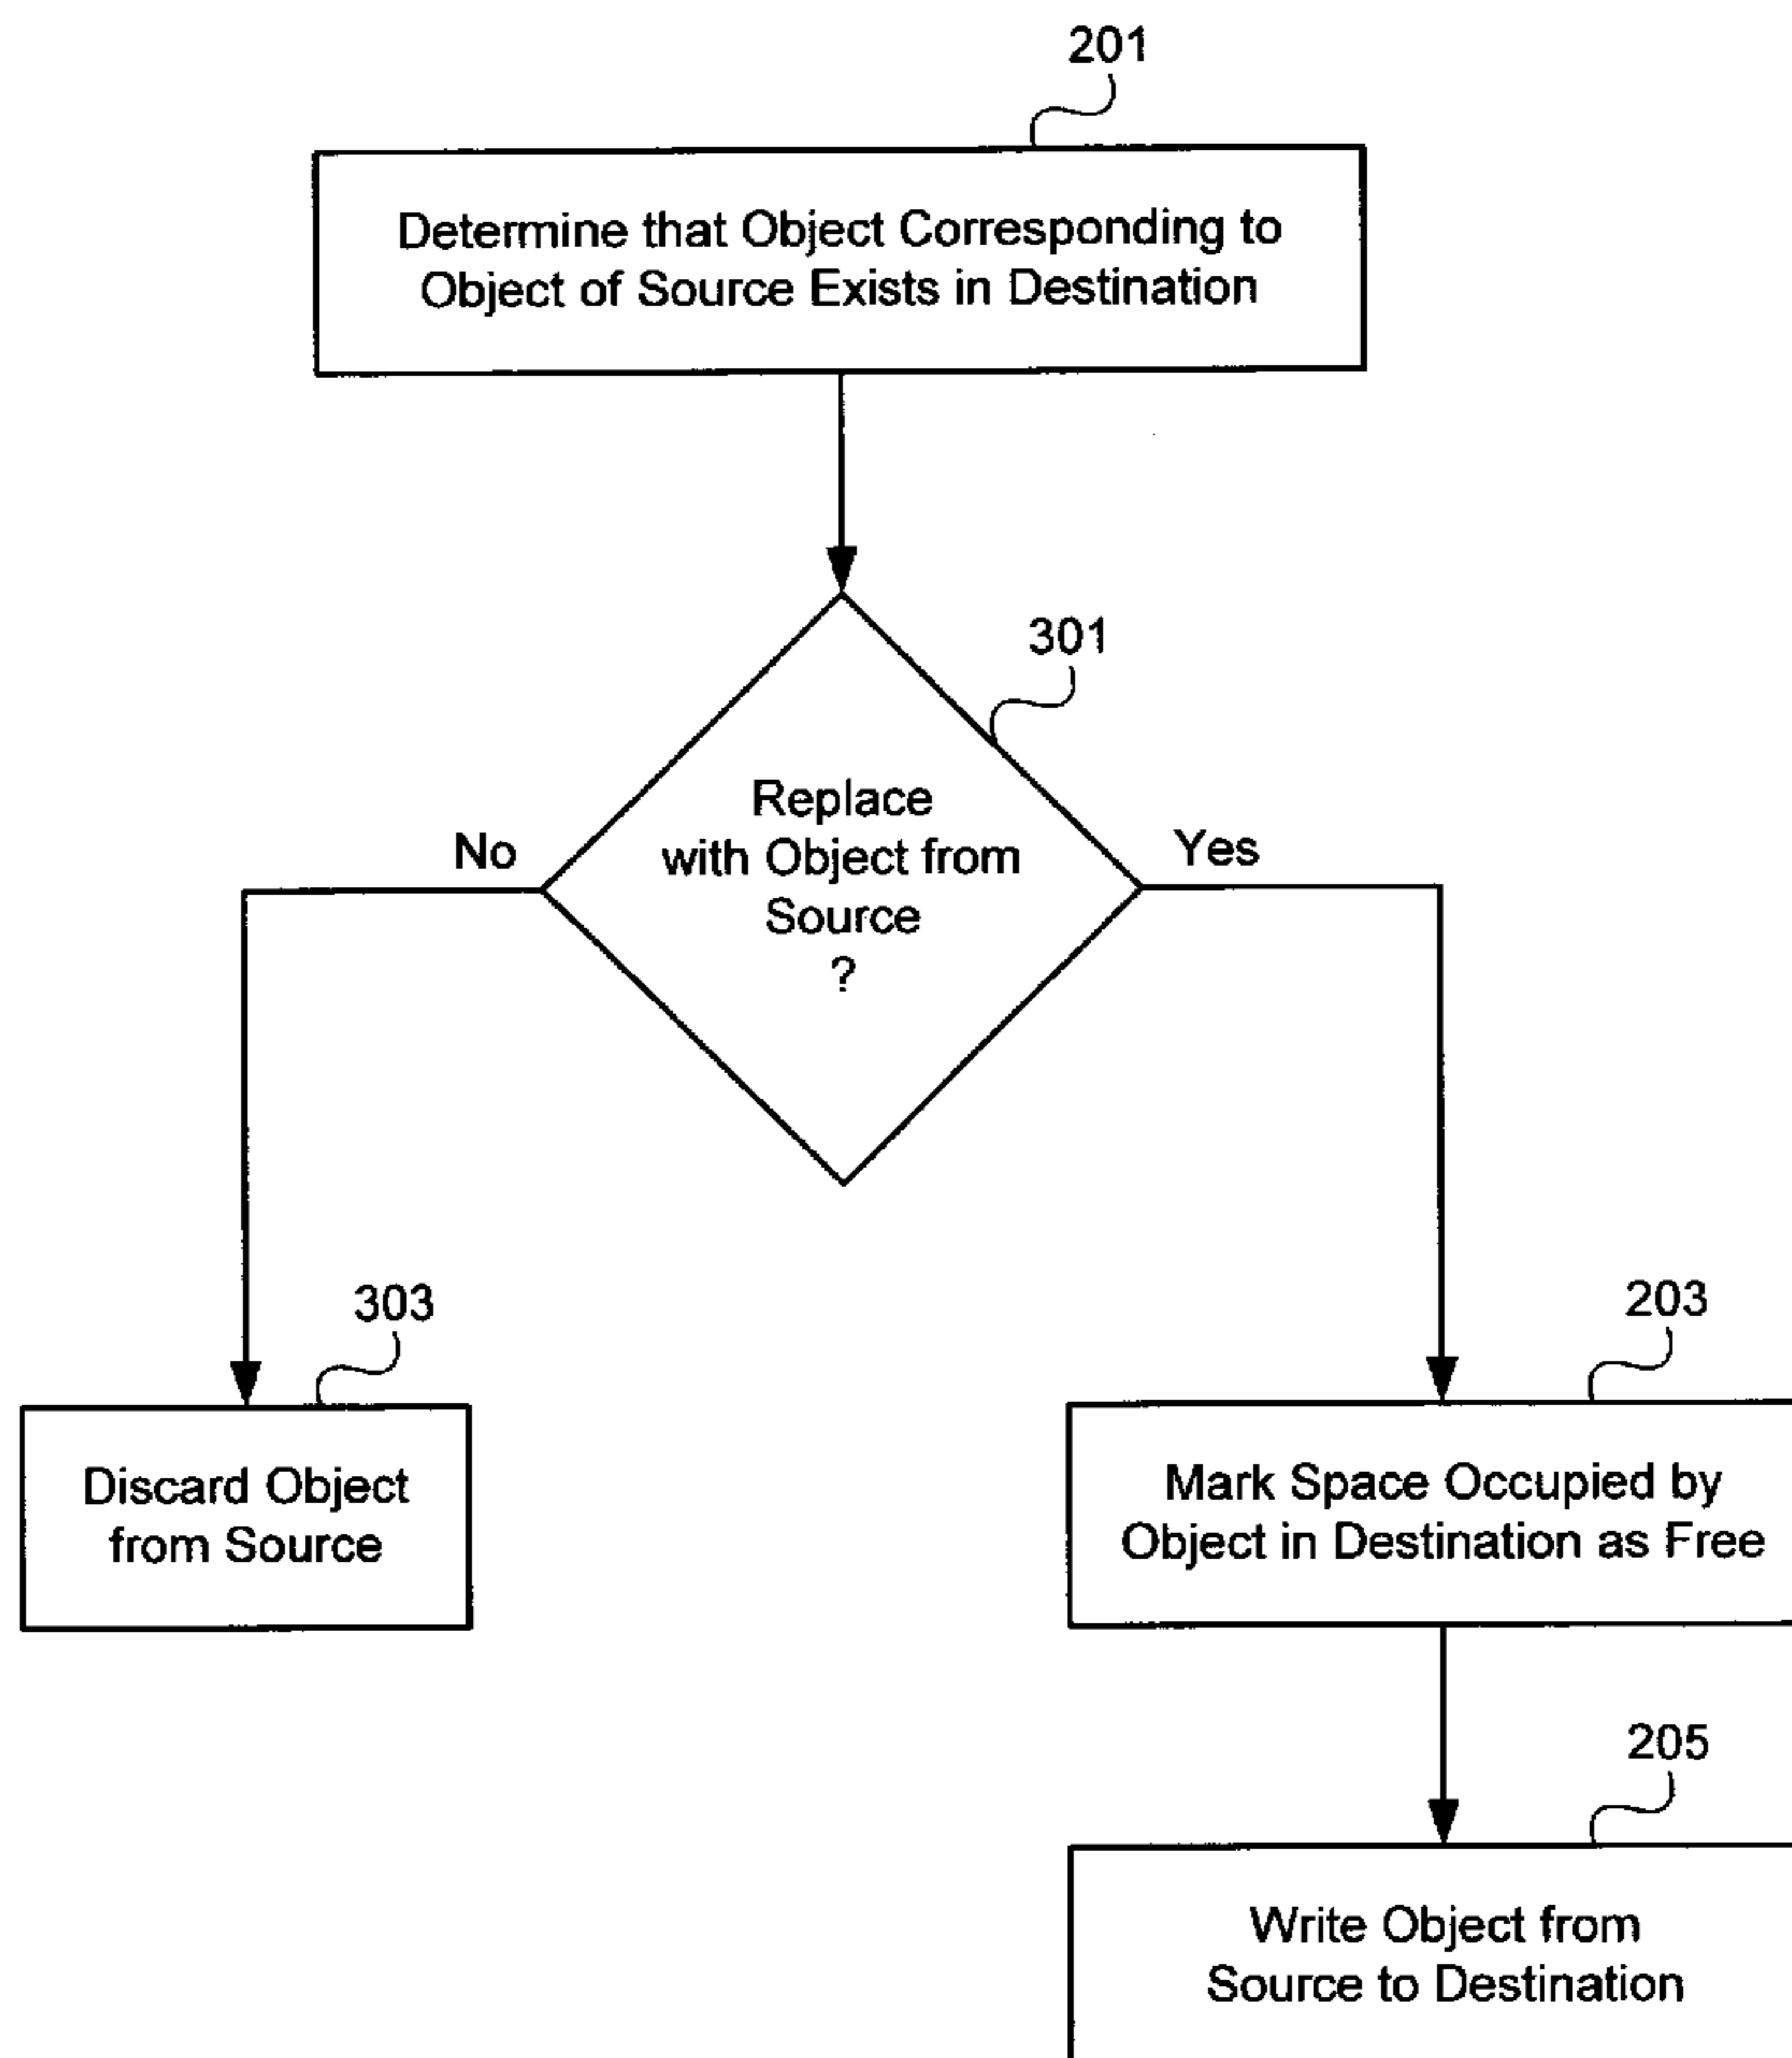 201
Determine that Object Corresponding to
Object of Source Exists in Destination
301
Replace
with Object from
Source
?
No
Yes
303
Discard Object
from Source
203
Mark Space Occupied by
Object in Destination as Free
205
Write Object from
Source to Destination